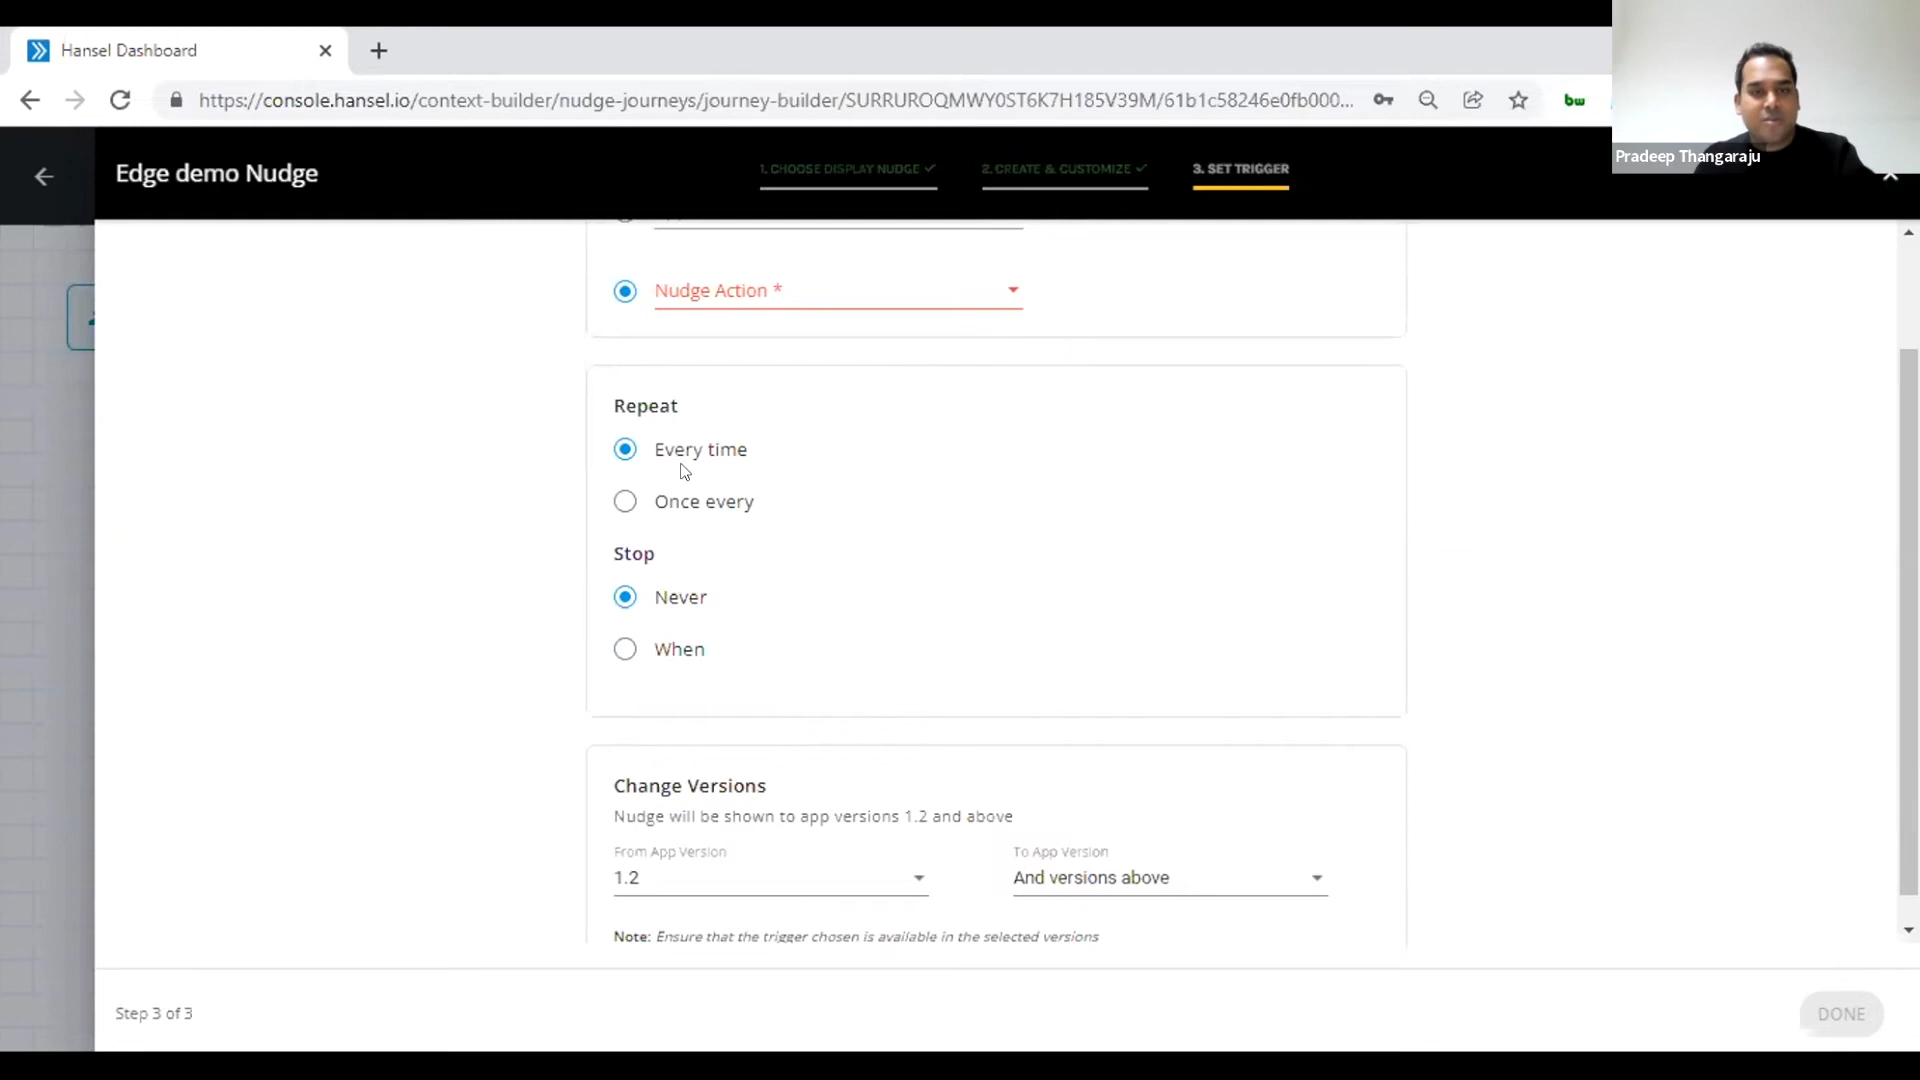 Hansel Dashboard
https://console.hansel.io/context-builder/nudge-journeys/journey-builder/SURRUROQMWY0ST6K7H185V39M/61b1c58246e0fb000...
bw
Pradeep Thangaraju
Edge demo Nudge
1. CHOOSE DISPLAY NUDGE
2. CREATE & CUSTOMIZE
3. SET TRIGGER
Nudge Action *
Repeat
Every time
Once every
Stop
Never
When
Change Versions
Nudge will be shown to app versions 1.2 and above
From App Version
To App Version
1.2
And versions above
Note: Ensure that the trigger chosen is available in the selected versions
Step 3 of 3
DONE